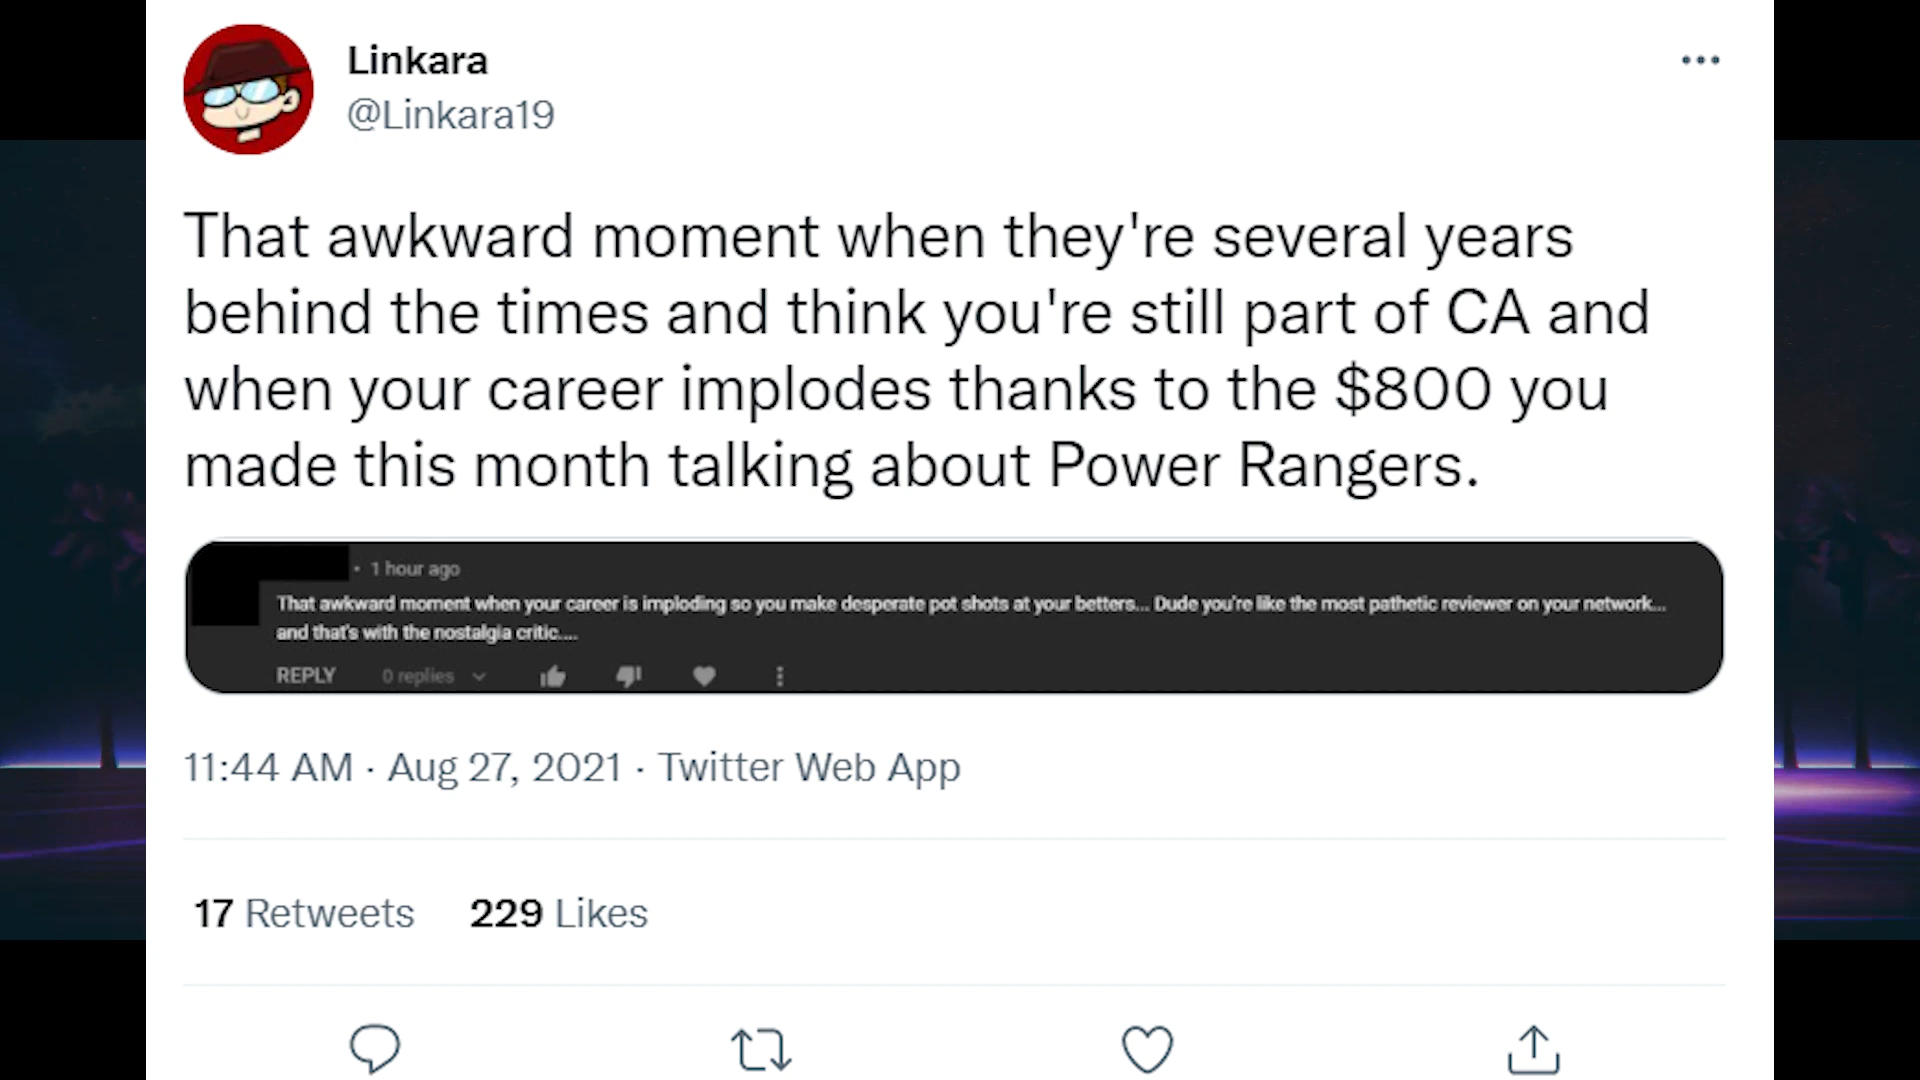 Linkara
@Linkara19
That awkward moment when they're several years
behind the times and think you're still part of CA and
when your career implodes thanks to the $800 you
made this month talking about Power Rangers.
• 1 hour ago
That awkward moment when your career is imploding so you make desperate pot shots at your betters... Dude you're like the most pathetic reviewer on your network...
and that's with the nostalgia critic....
REPLY 0 replies
11:44 AM · Aug 27, 2021 · Twitter Web App
17 Retweets 229 Likes